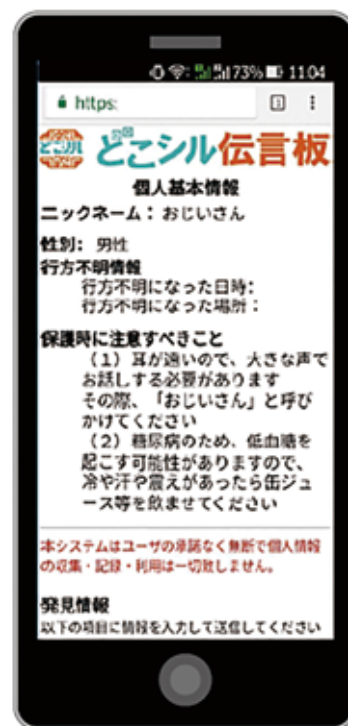 73% 11:04
https:
どこシル
どこシル伝言板
個人基本情報
ニックネーム：おじいさん
性別: 男性
行方不明情報
行方不明になった日時:
行方不明になった場所：
保護時に注意すべきこと
（１）耳が遠いので、大きな声で
お話しする必要があります
その際、「おじいさん」と呼び
かけてください
（２）糖尿病のため、低血糖を
起こす可能性がありますので、
冷や汗や震えがあったら缶ジュ
ース等を飲ませてください
本システムはユーザの承諾なく無断で個人情報
の収集・記録・利用は一切致しません。
発見情報
以下の項目に情報を入力して送信してください